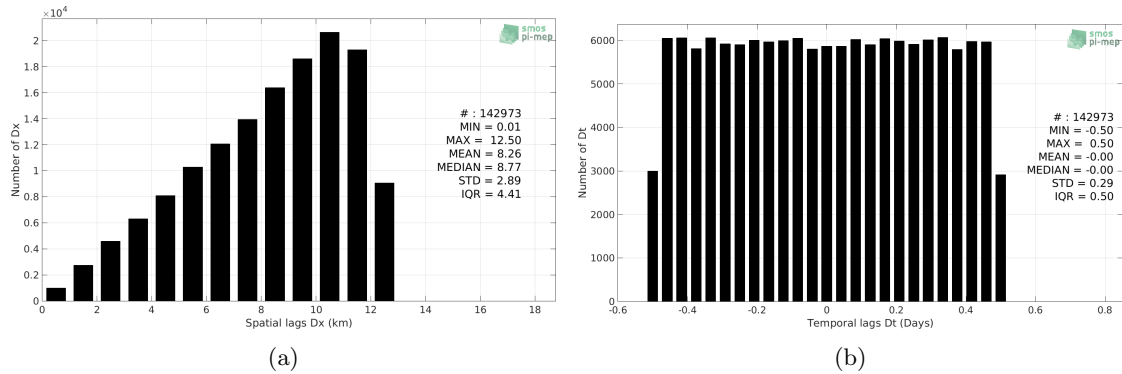 ×10⁴
2
1.8
1.6
1.4
1.2
1
0.8
0.6
0.4
0.2
0
Number of Dx
smos
pi-mep
# : 142973
MIN = 0.01
MAX = 12.50
MEAN = 8.26
MEDIAN = 8.77
STD = 2.89
IQR = 4.41
0 2 4 6 8 10 12 14 16 18
Spatial lags Dx (km)
(a)
6000
5000
4000
3000
2000
1000
0
Number of Dt
smos
pi-mep
# : 142973
MIN = -0.50
MAX = 0.50
MEAN = -0.00
MEDIAN = -0.00
STD = 0.29
IQR = 0.50
-0.6 -0.4 -0.2 0 0.2 0.4 0.6 0.8
Temporal lags Dt (Days)
(b)